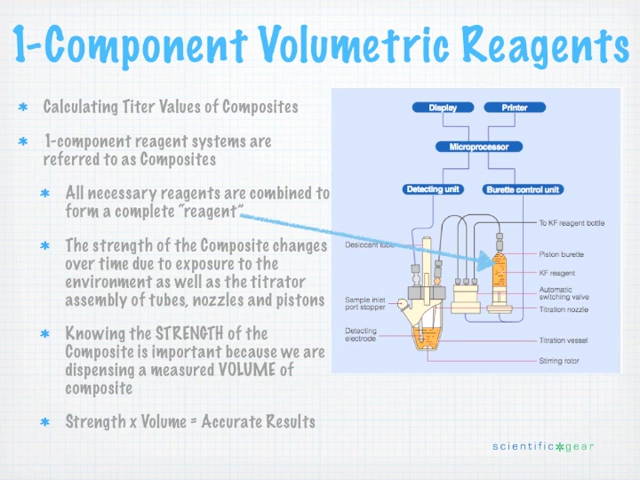 1-Component Volumetric Reagents
Calculating Titer Values of Composites
1-component reagent systems are
referred to as Composites
All necessary reagents are combined to
form a complete “reagent”
The strength of the Composite changes
over time due to exposure to the
environment as well as the titrator
assembly of tubes, nozzles and pistons
Knowing the STRENGTH of the
Composite is important because we are
dispensing a measured VOLUME of
composite
Strength x Volume = Accurate Results
Display
Printer
Microprocessor
Detecting unit
Burette control unit
To KF reagent bottle
Desiccant tube
Piston burette
KF reagent
Automatic
switching valve
Titration nozzle
Sample inlet
port stopper
Detecting
electrode
Titration vessel
Stirring rotor
scientific gear